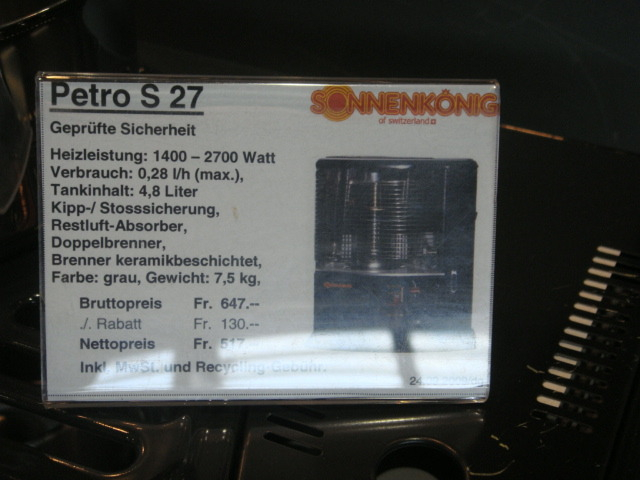 Petro S 27
SONNENKÖNIG
of switzerland
Geprüfte Sicherheit
Heizleistung: 1400 – 2700 Watt
Verbrauch: 0,28 l/h (max.),
Tankinhalt: 4,8 Liter
Kipp-/ Stosssicherung,
Restluft-Absorber,
Doppelbrenner,
Brenner keramikbeschichtet,
Farbe: grau, Gewicht: 7,5 kg,
Bruttopreis Fr. 647.--
./. Rabatt Fr. 130.--
Nettopreis Fr. 517
Inkl. MwSt. und Recycling-Gebühr.